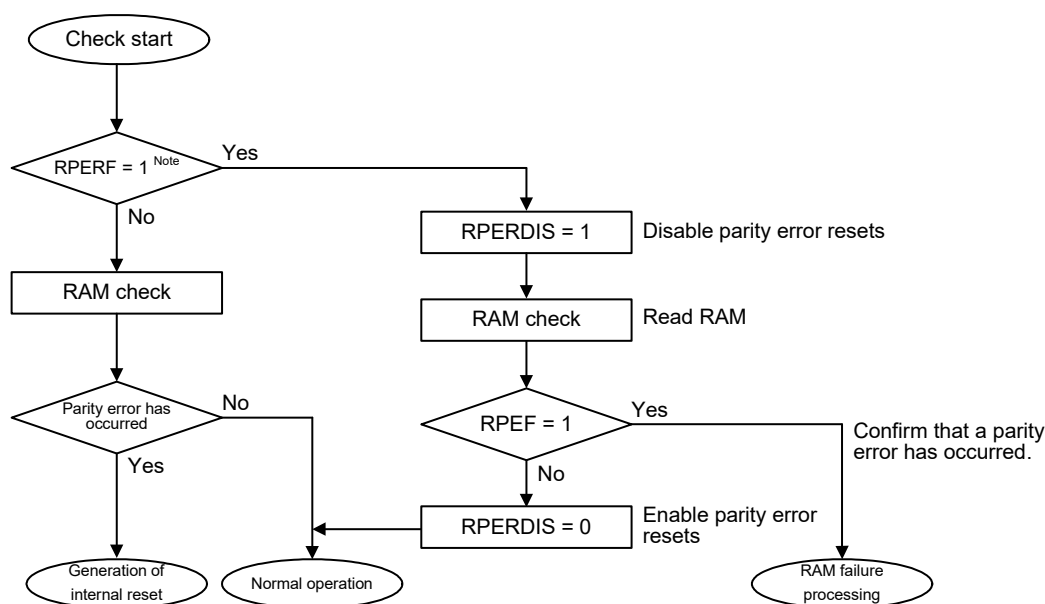 Check start
RPERF = 1 Note
Yes
No
RPERDIS = 1
Disable parity error resets
RAM check
RAM check
Read RAM
Parity error has
occurred
No
Yes
RPEF = 1
Yes
No
Confirm that a parity
error has occurred.
RPERDIS = 0
Enable parity error
resets
Generation of
internal reset
Normal operation
RAM failure
processing